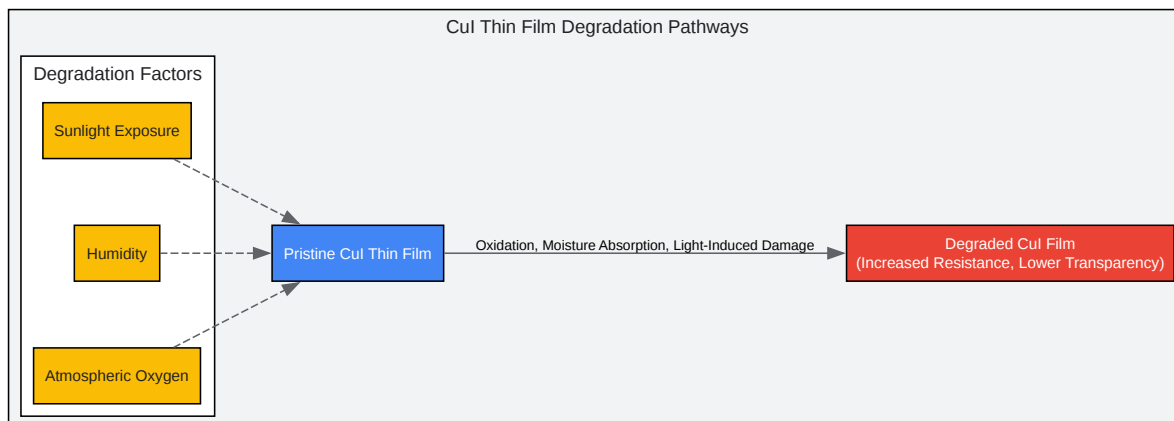 CuI Thin Film Degradation Pathways
Degradation Factors
Sunlight Exposure
Humidity
Atmospheric Oxygen
Pristine CuI Thin Film
Oxidation, Moisture Absorption, Light-Induced Damage
Degraded CuI Film
(Increased Resistance, Lower Transparency)